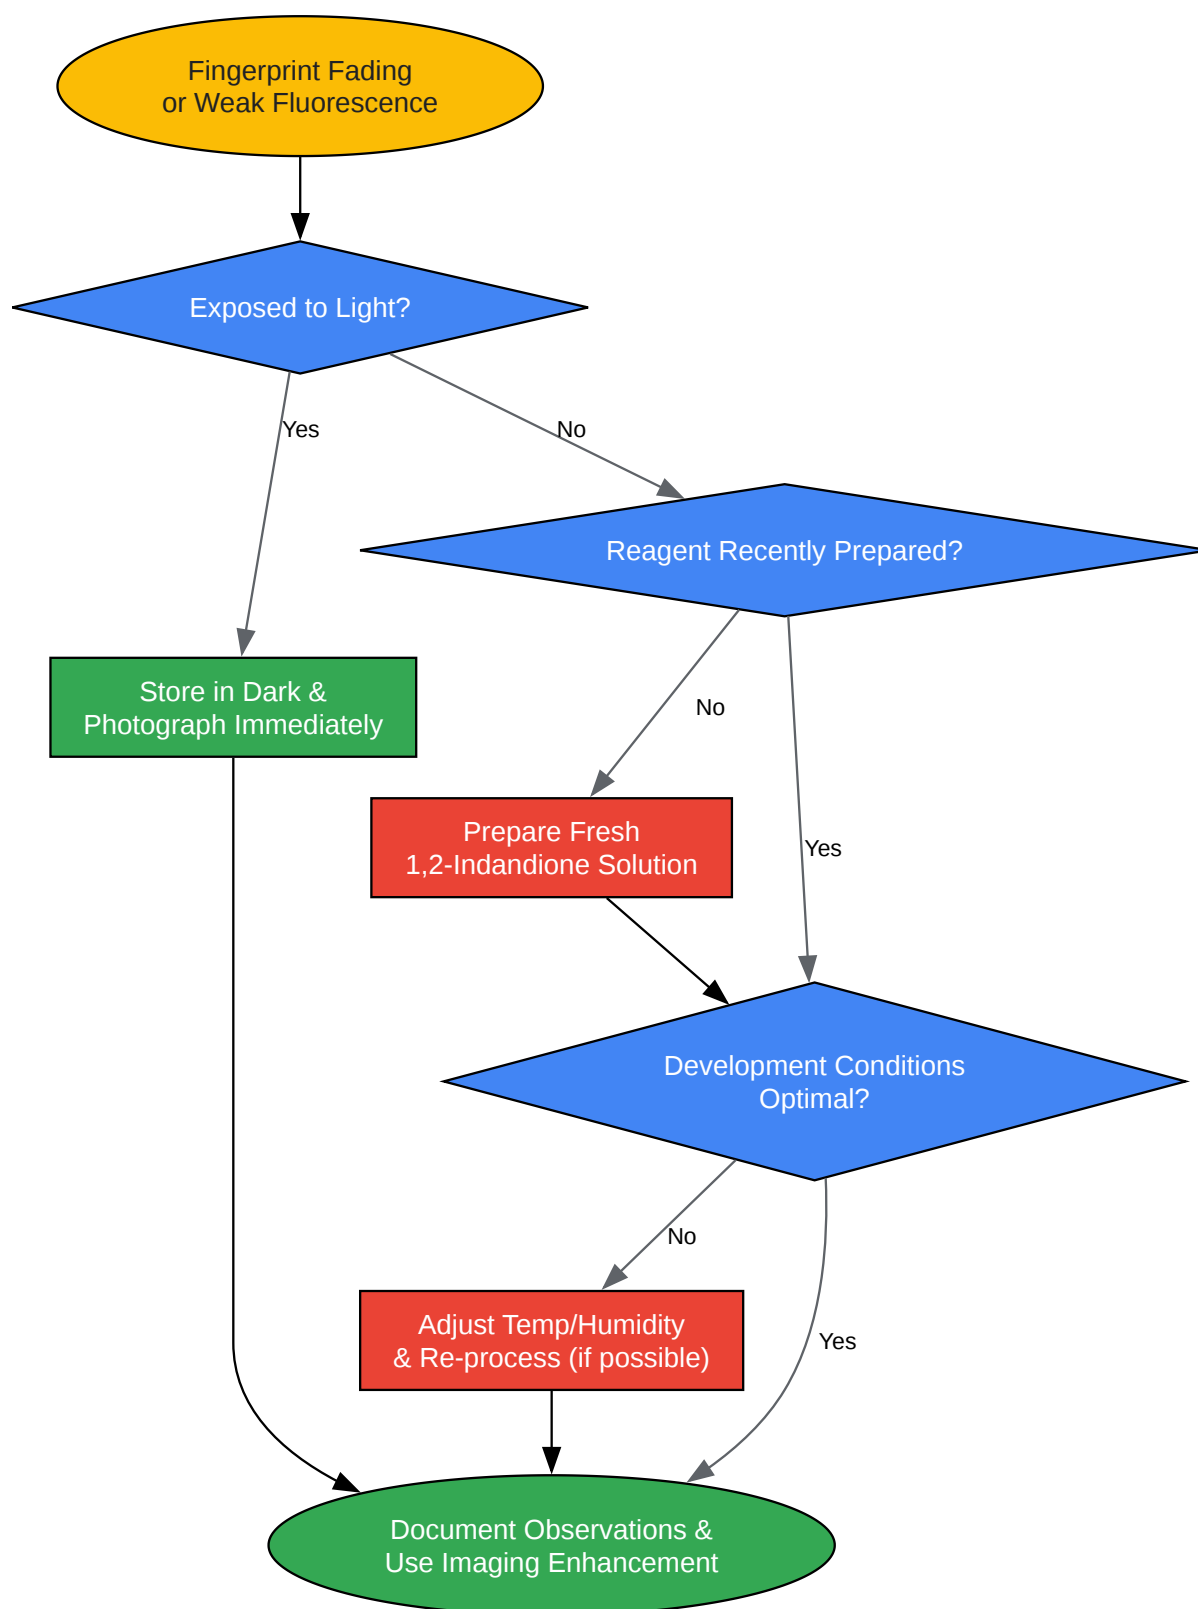 Fingerprint Fading
or Weak Fluorescence
Exposed to Light?
Yes
No
Reagent Recently Prepared?
Store in Dark &
Photograph Immediately
No
Prepare Fresh
1,2-Indandione Solution
Yes
Development Conditions
Optimal?
No
Adjust Temp/Humidity
& Re-process (if possible)
Yes
Document Observations &
Use Imaging Enhancement